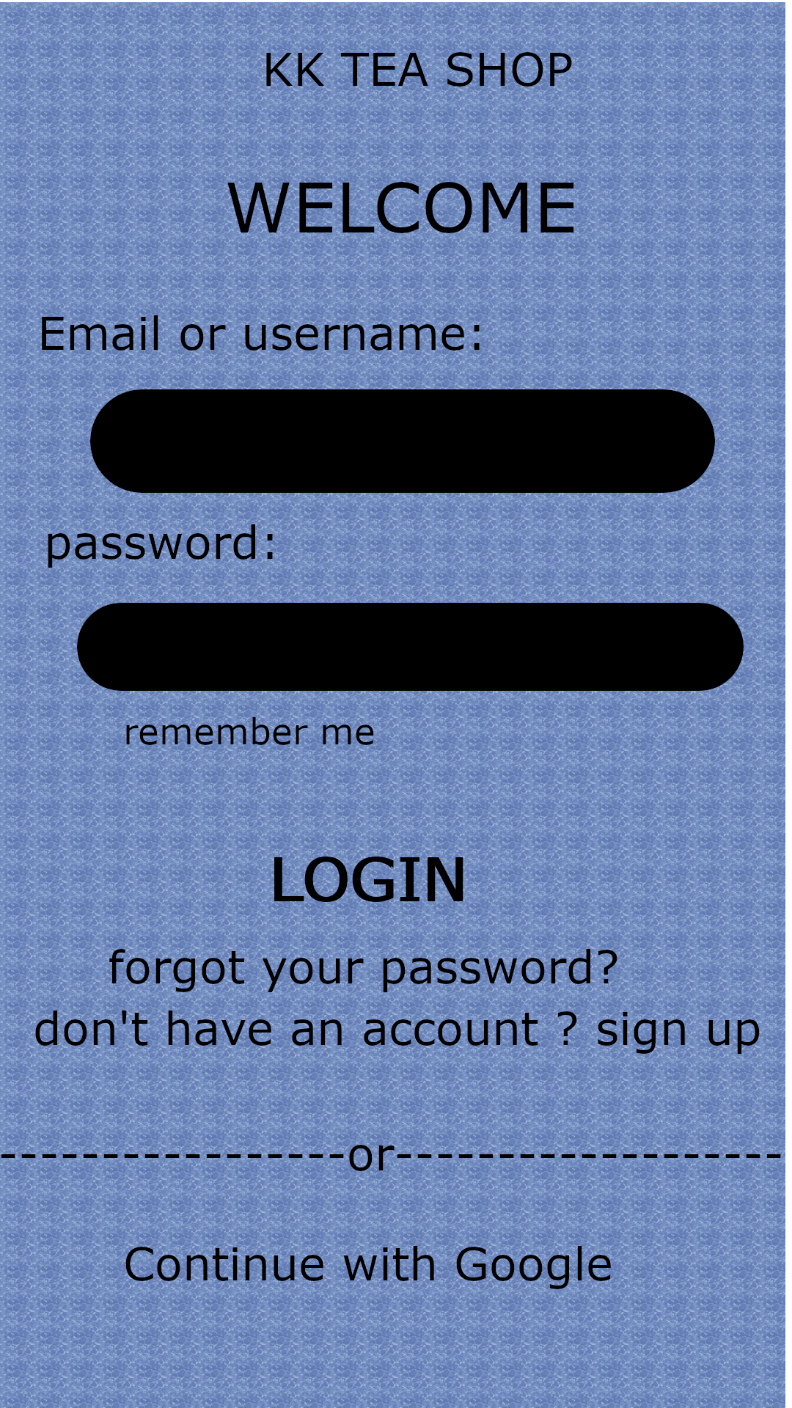 KK TEA SHOP
WELCOME
Email or username:
password:
remember me
LOGIN
forgot your password?
don't have an account ? sign up
-----------------or-------------------
Continue with Google